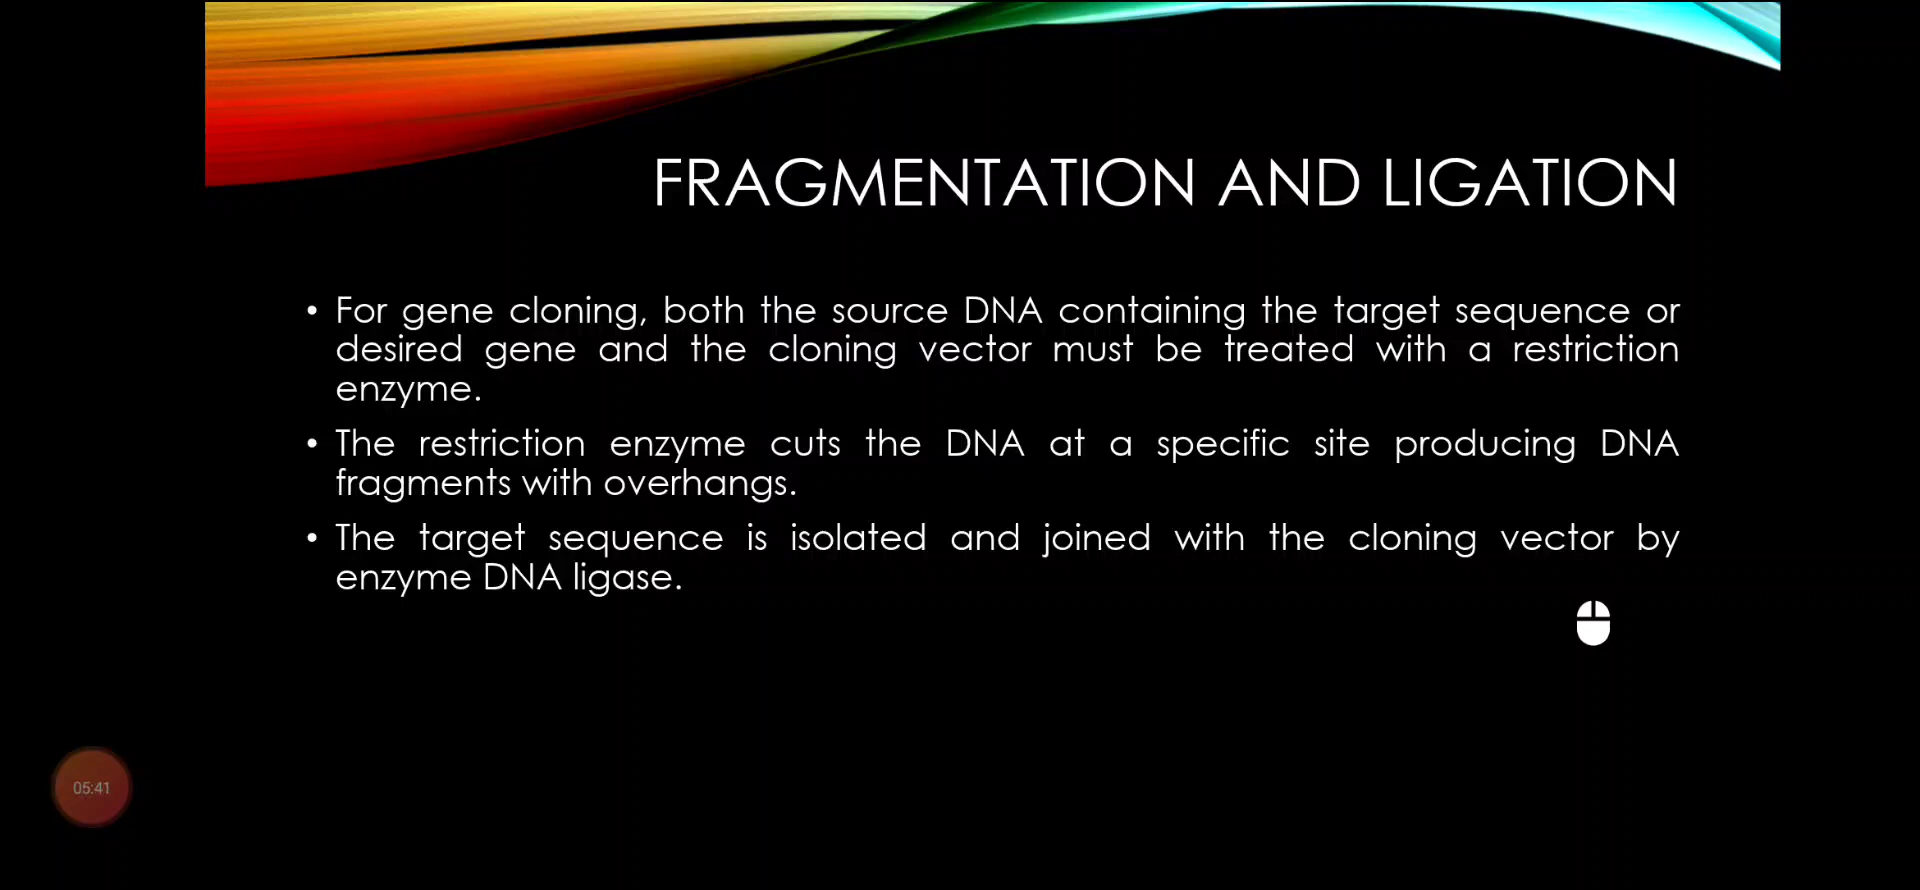 FRAGMENTATION AND LIGATION
• For gene cloning, both the source DNA containing the target sequence or
desired gene and the cloning vector must be treated with a restriction
enzyme.
• The restriction enzyme cuts the DNA at a specific site producing DNA
fragments with overhangs.
• The target sequence is isolated and joined with the cloning vector by
enzyme DNA ligase.
05:41